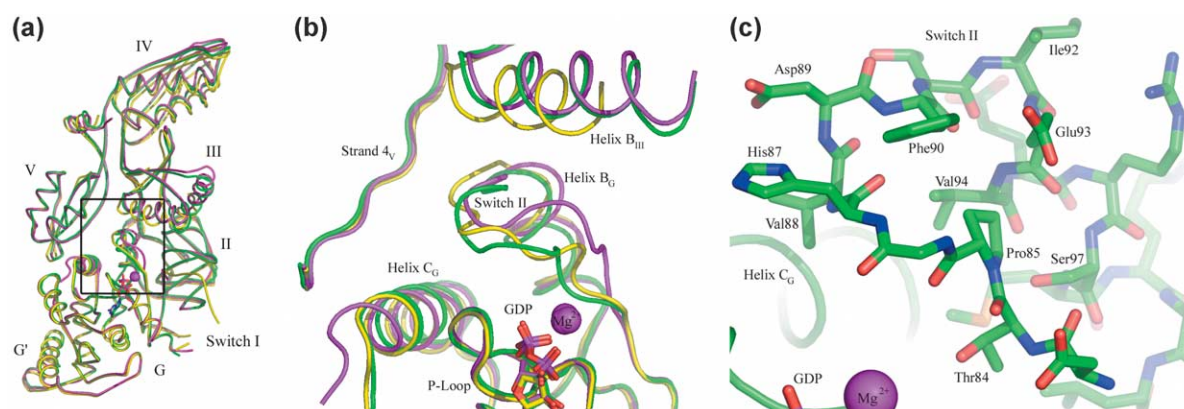 (a)
IV
V
III
II
Switch I
G'
G
(b)
Helix BIII
Strand 4V
Helix BG
Switch II
Helix CG
GDP
Mg2+
P-Loop
(c)
Switch II
Ile92
Asp89
Glu93
Phe90
His87
Val94
Val88
Pro85
Ser97
Helix CG
Thr84
GDP
Mg2+